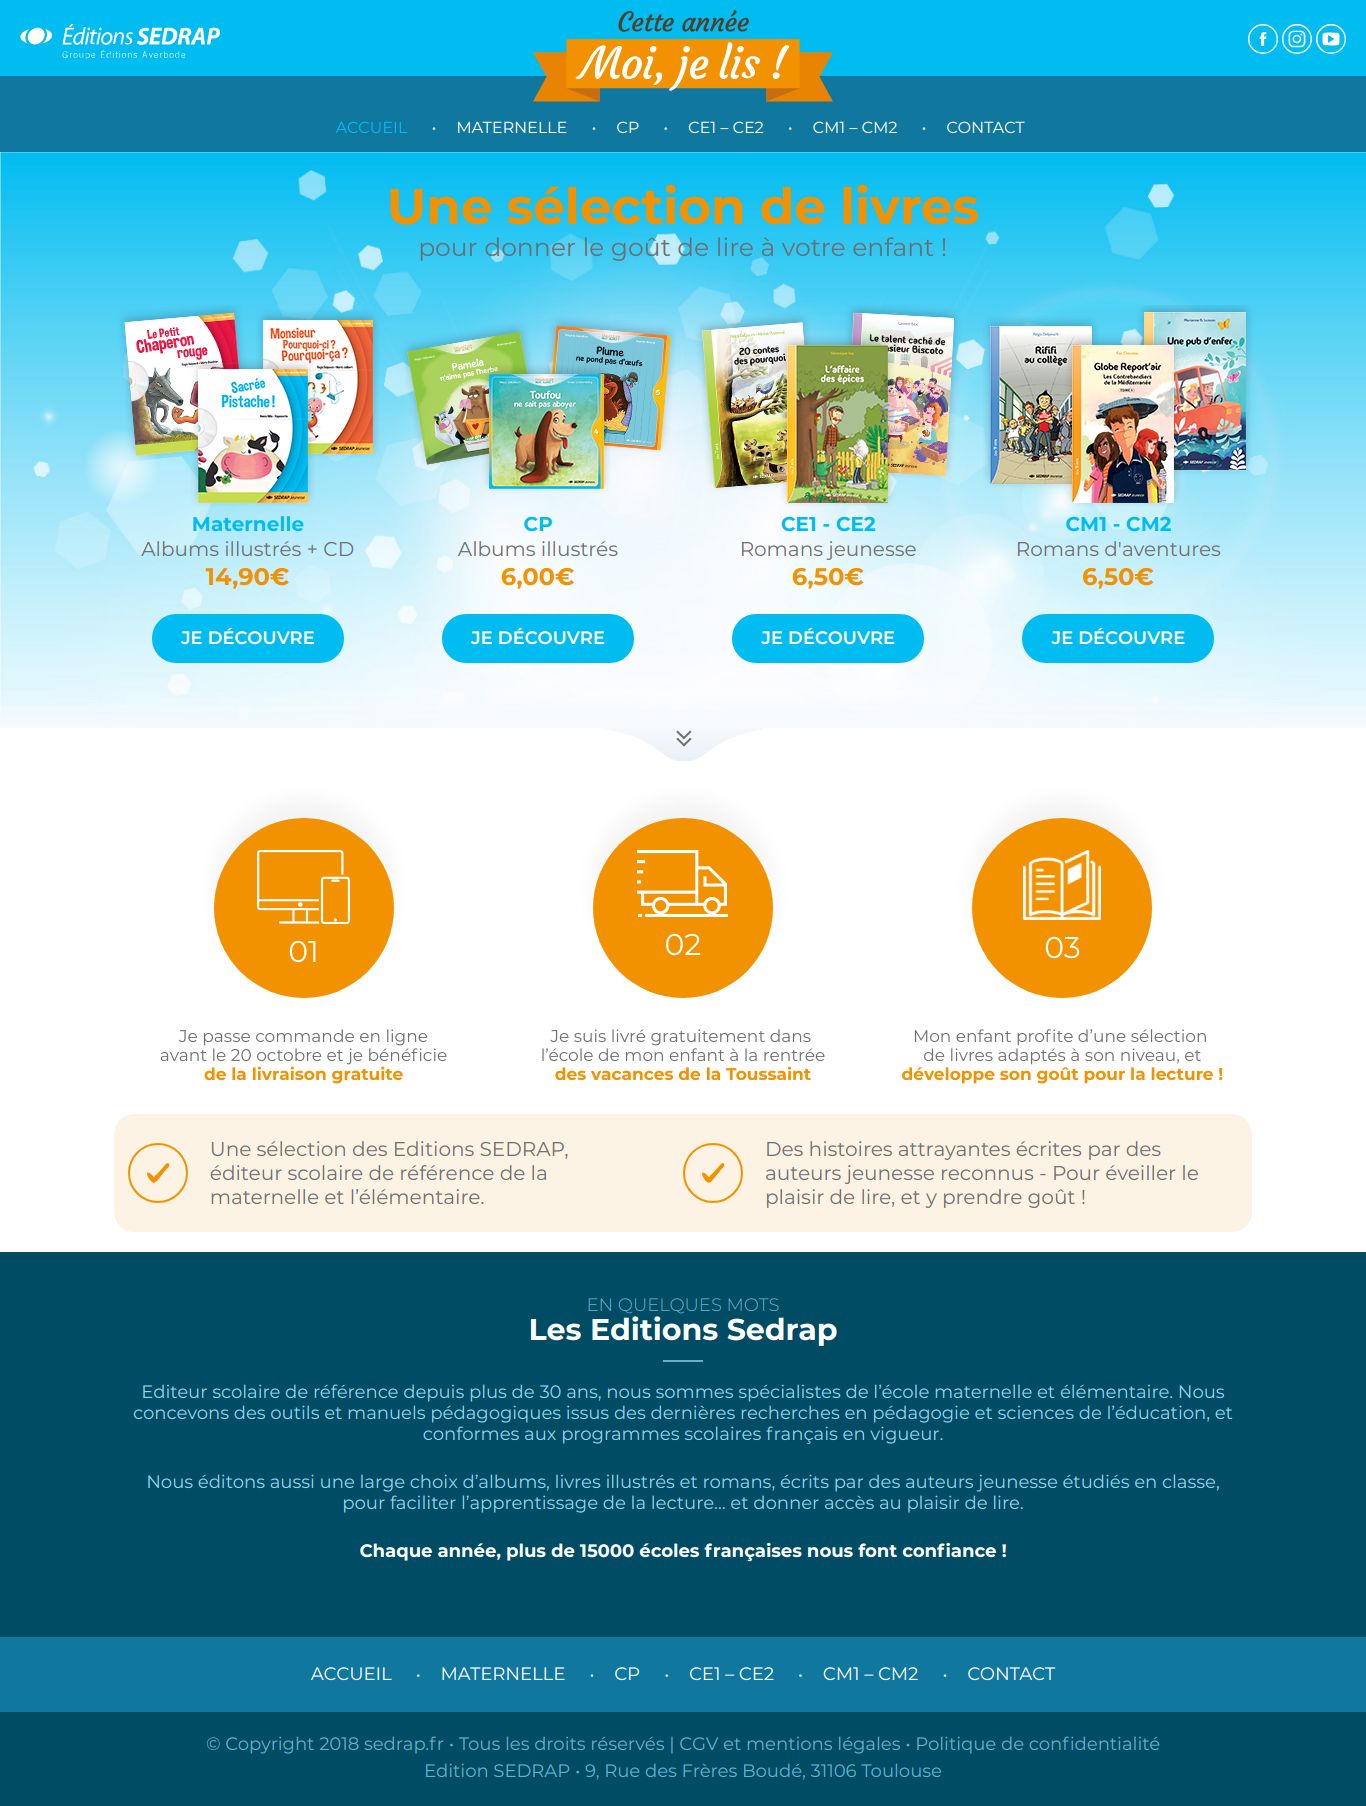 Éditions SEDRAP
Groupe Éditions Averbode
Cette année
Moi, je lis !
ACCUEIL • MATERNELLE • CP • CE1 – CE2 • CM1 – CM2 • CONTACT
Une sélection de livres
pour donner le goût de lire à votre enfant !
Le Petit
Chaperon
rouge
Monsieur
Pourquoi-ci ?
Pourquoi-ça ?
Sacrée
Pistache !
SEDRAP jeunesse
Pamela
n'aime pas l'herbe
Plume
ne pond pas d'œufs
Toufou
ne sait pas aboyer
20 contes
des pourquoi
Le talent caché de
Monsieur Biscoto
L'affaire
des épices
Rififi
au collège
Une pub d'enfer
Globe Report'air
Les Contrebandiers
de la Méditerranée
Maternelle
Albums illustrés + CD
14,90€
JE DÉCOUVRE
CP
Albums illustrés
6,00€
JE DÉCOUVRE
CE1 - CE2
Romans jeunesse
6,50€
JE DÉCOUVRE
CM1 - CM2
Romans d'aventures
6,50€
JE DÉCOUVRE
01
Je passe commande en ligne
avant le 20 octobre et je bénéficie
de la livraison gratuite
02
Je suis livré gratuitement dans
l’école de mon enfant à la rentrée
des vacances de la Toussaint
03
Mon enfant profite d’une sélection
de livres adaptés à son niveau, et
développe son goût pour la lecture !
Une sélection des Editions SEDRAP,
éditeur scolaire de référence de la
maternelle et l’élémentaire.
Des histoires attrayantes écrites par des
auteurs jeunesse reconnus - Pour éveiller le
plaisir de lire, et y prendre goût !
EN QUELQUES MOTS
Les Editions Sedrap
Editeur scolaire de référence depuis plus de 30 ans, nous sommes spécialistes de l’école maternelle et élémentaire. Nous
concevons des outils et manuels pédagogiques issus des dernières recherches en pédagogie et sciences de l’éducation, et
conformes aux programmes scolaires français en vigueur.
Nous éditons aussi une large choix d’albums, livres illustrés et romans, écrits par des auteurs jeunesse étudiés en classe,
pour faciliter l’apprentissage de la lecture… et donner accès au plaisir de lire.
Chaque année, plus de 15000 écoles françaises nous font confiance !
ACCUEIL • MATERNELLE • CP • CE1 – CE2 • CM1 – CM2 • CONTACT
© Copyright 2018 sedrap.fr • Tous les droits réservés | CGV et mentions légales • Politique de confidentialité
Edition SEDRAP • 9, Rue des Frères Boudé, 31106 Toulouse